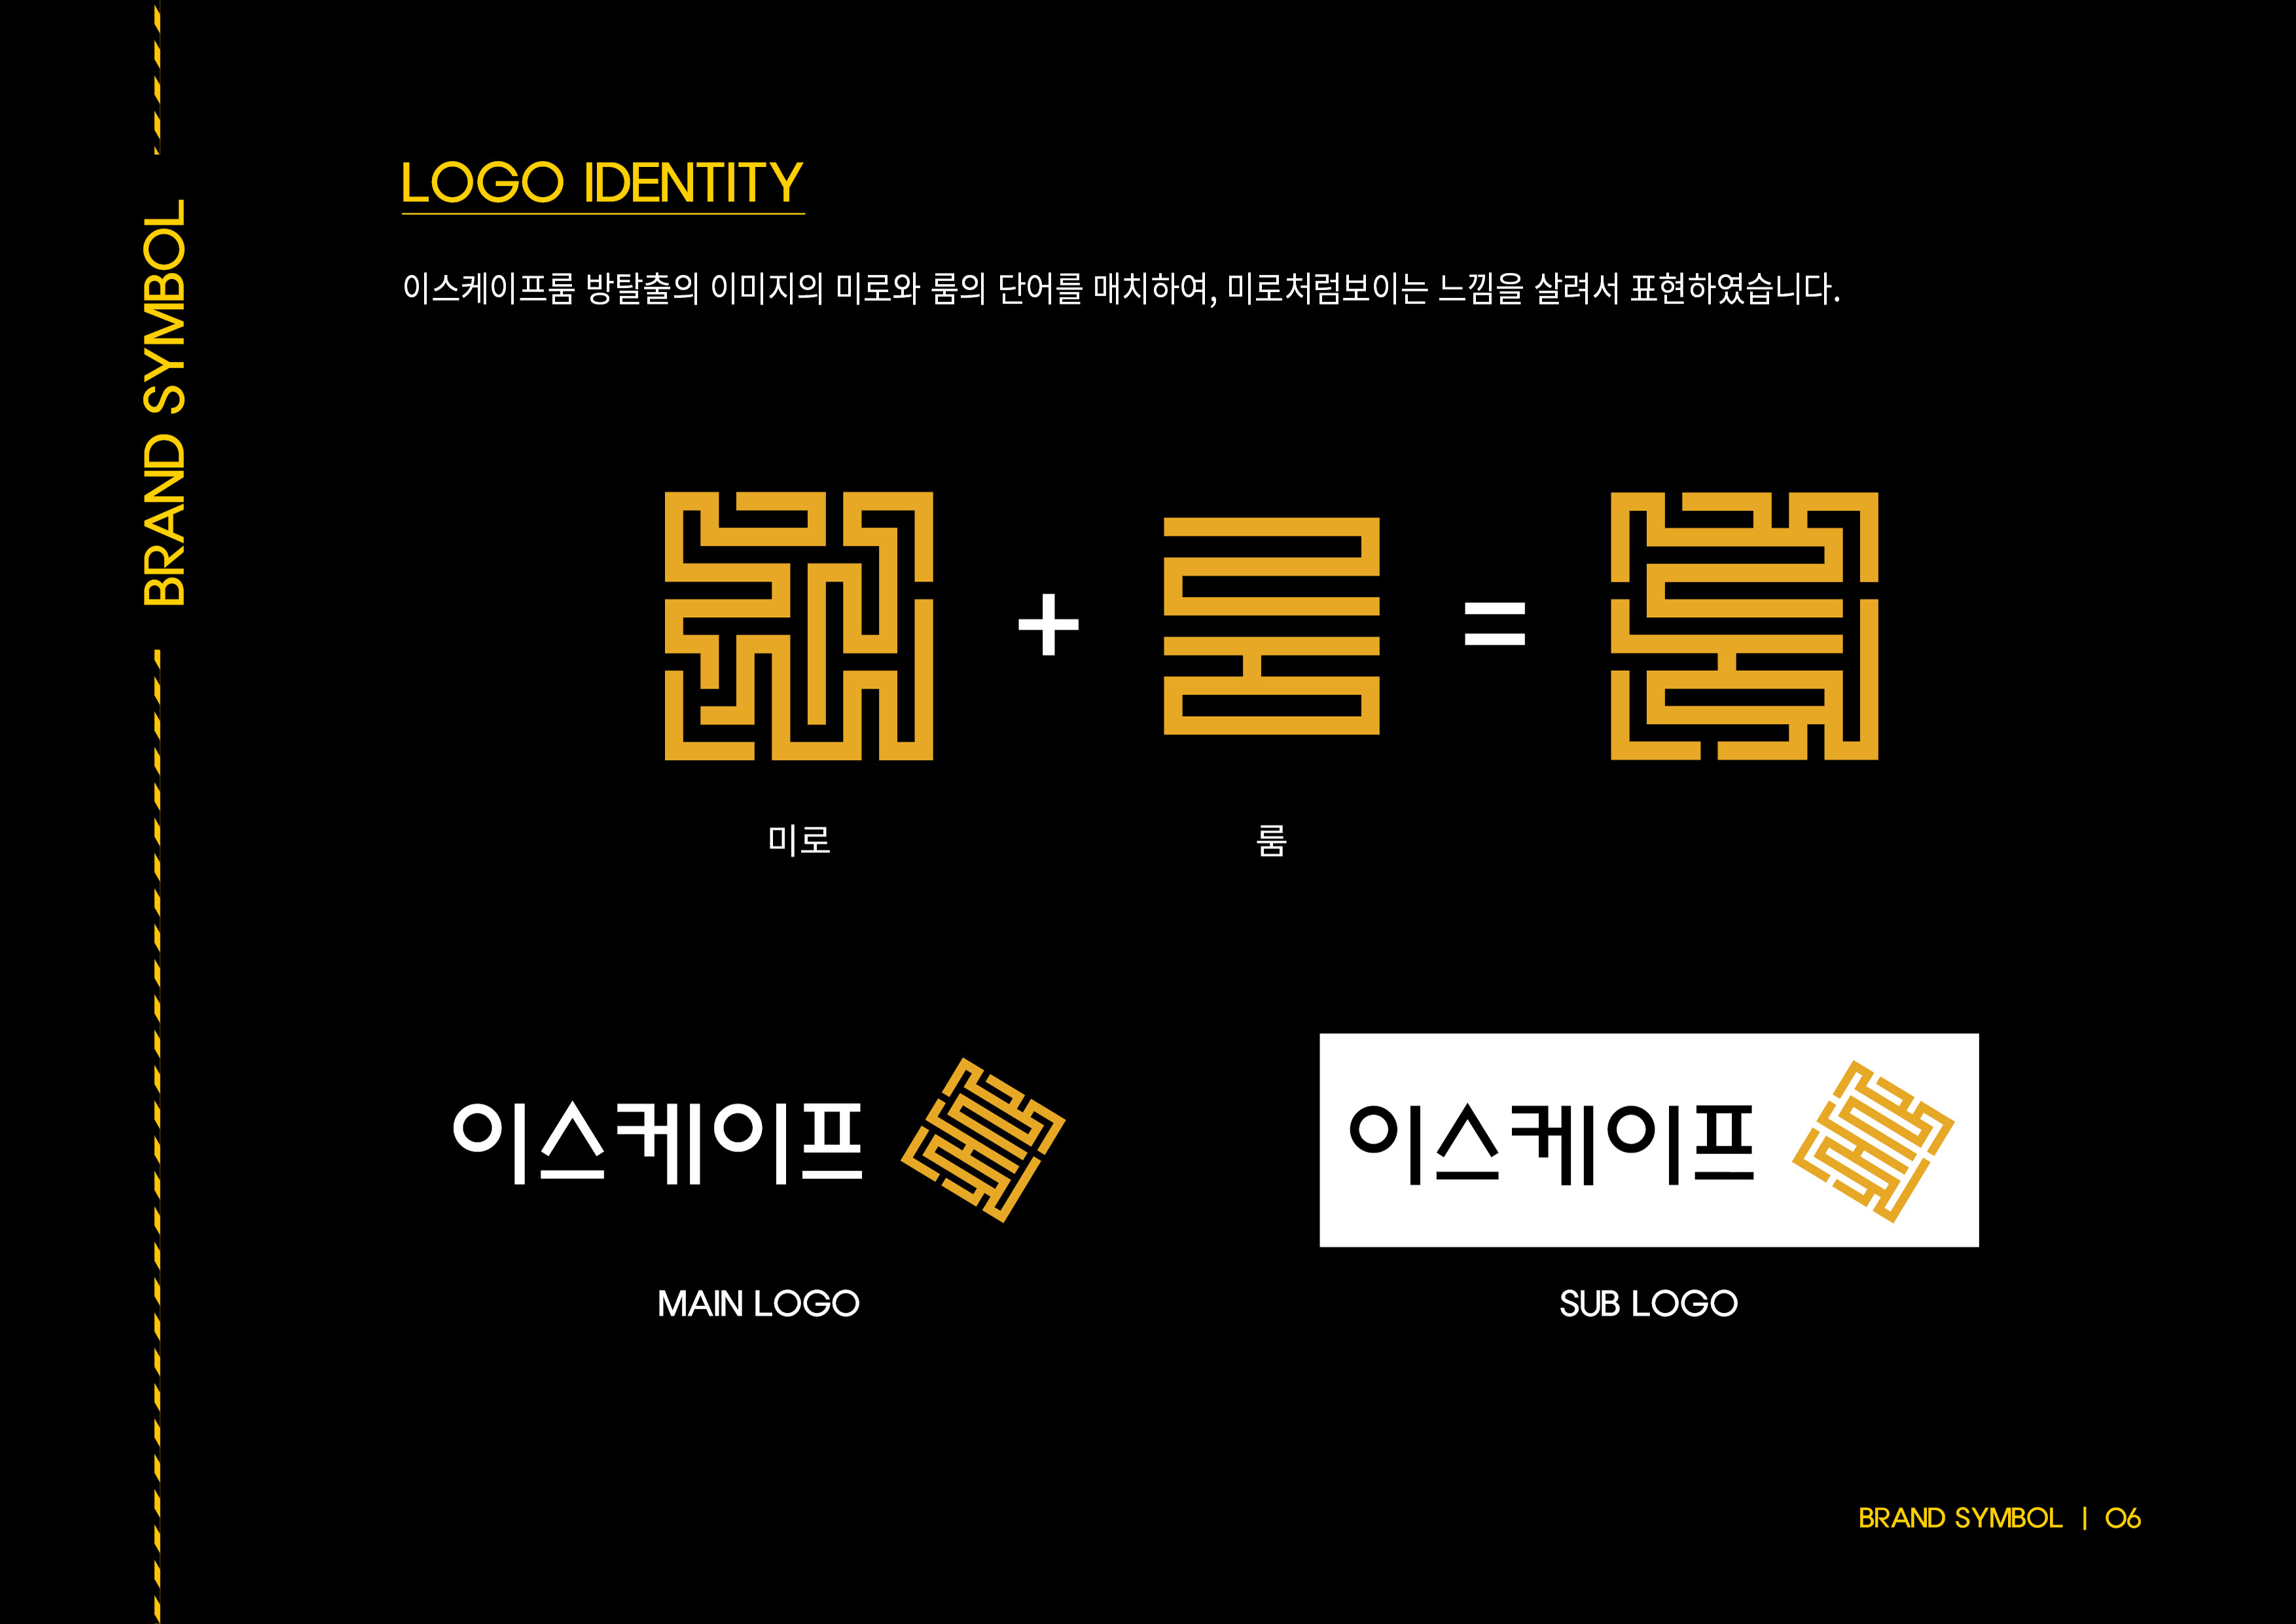 BRAND SYMBOL
LOGO IDENTITY
이스케이프룸 방탈출의 이미지의 미로와 룸의 단어를 매치하여, 미로처럼보이는 느낌을 살려서 표현하였습니다.
룸
+
=
미로
룸
이스케이프
이스케이프
MAIN LOGO
SUB LOGO
BRAND SYMBOL | 06